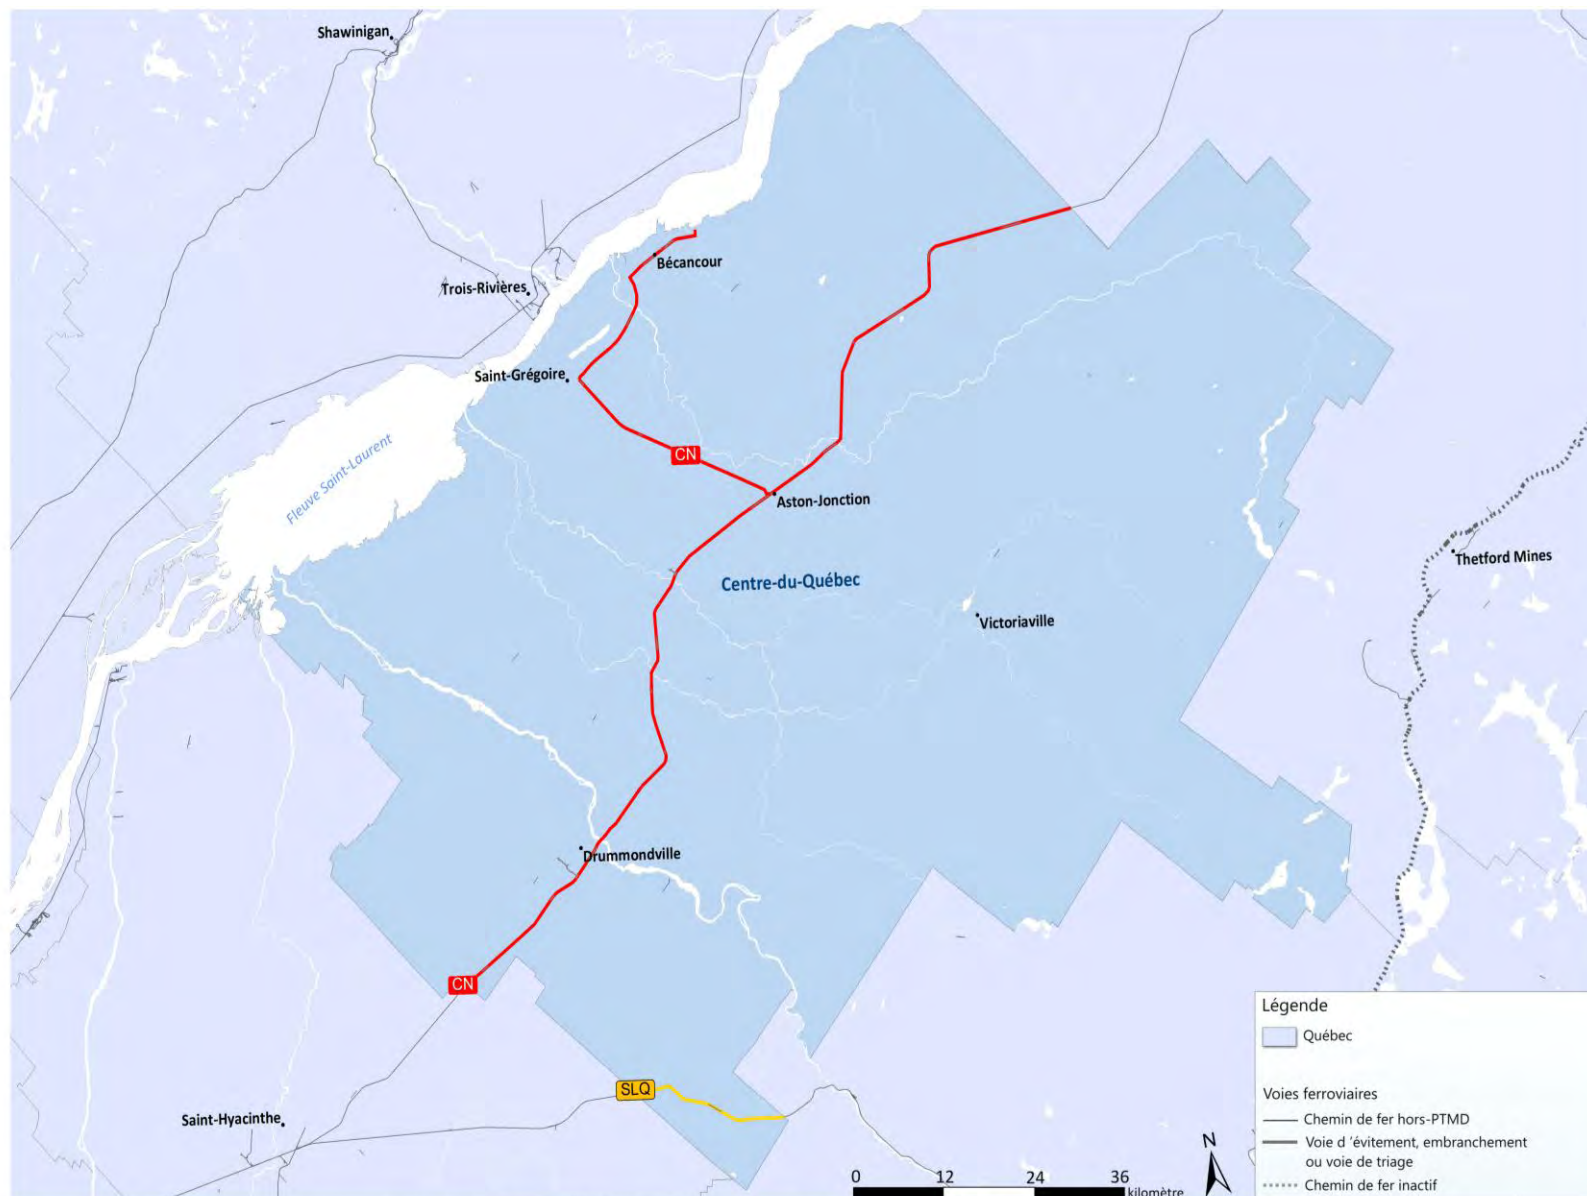 Shawinigan
Bécancour
Trois-Rivières
Saint-Grégoire
Fleuve Saint-Laurent
CN
Aston-Jonction
Thetford Mines
Centre-du-Québec
Victoriaville
Drummondville
CN
SLQ
Saint-Hyacinthe
Légende
Québec
Voies ferroviaires
Chemin de fer hors-PTMD
Voie d 'évitement, embranchement
ou voie de triage
Chemin de fer inactif
N
0 12 24 36
kilomètre